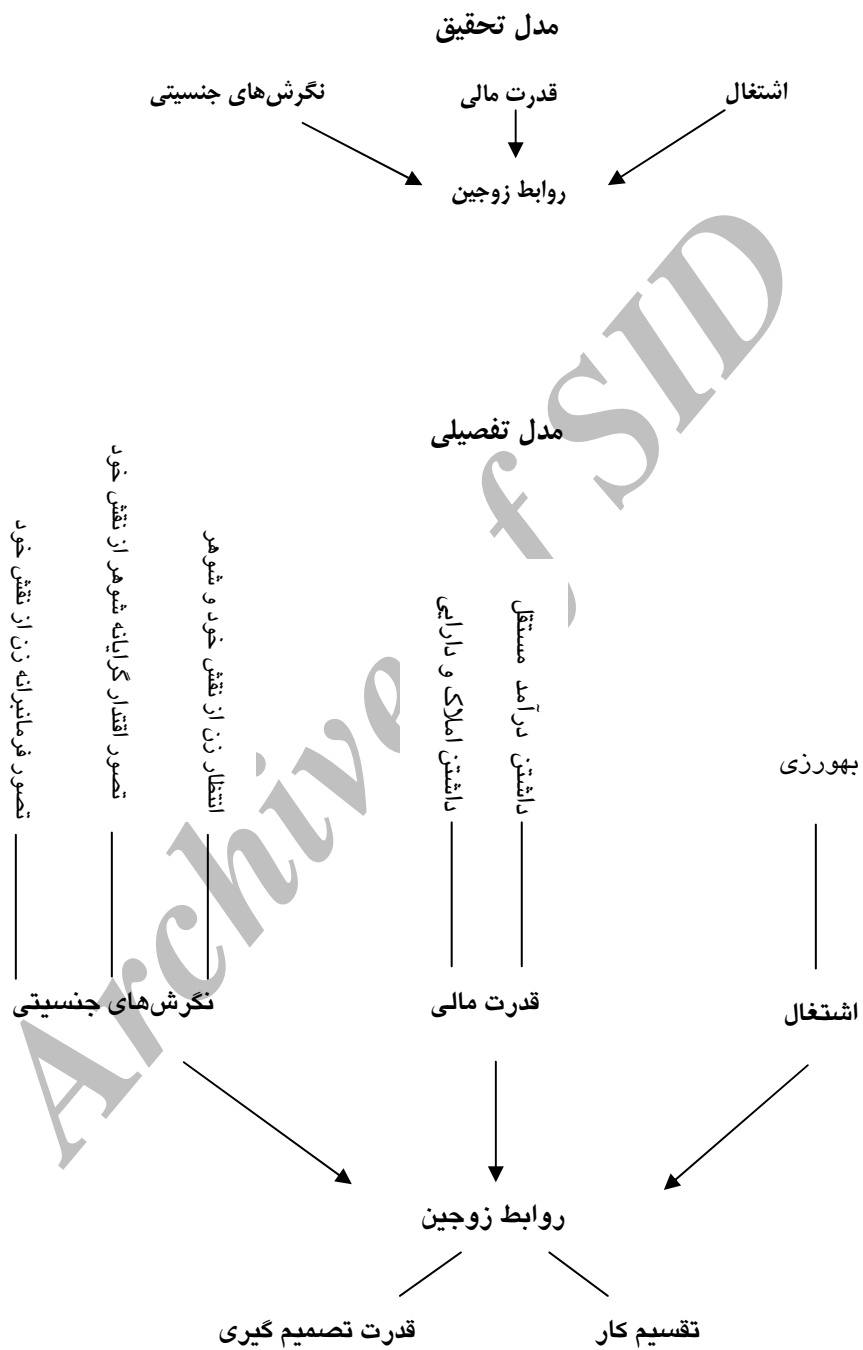 مدل تحقیق
اشتغال
قدرت مالی
نگرش‌های جنسیتی
روابط زوجین
مدل تفصیلی
بهورزی
داشتن درآمد مستقل
داشتن املاک و دارایی
انتظار زن از نقش خود و شوهر
تصور اقتدار گرایانه شوهر از نقش خود
تصور فرمانبرانه زن از نقش خود
اشتغال
قدرت مالی
نگرش‌های جنسیتی
روابط زوجین
تقسیم کار
قدرت تصمیم گیری
Archive of SID